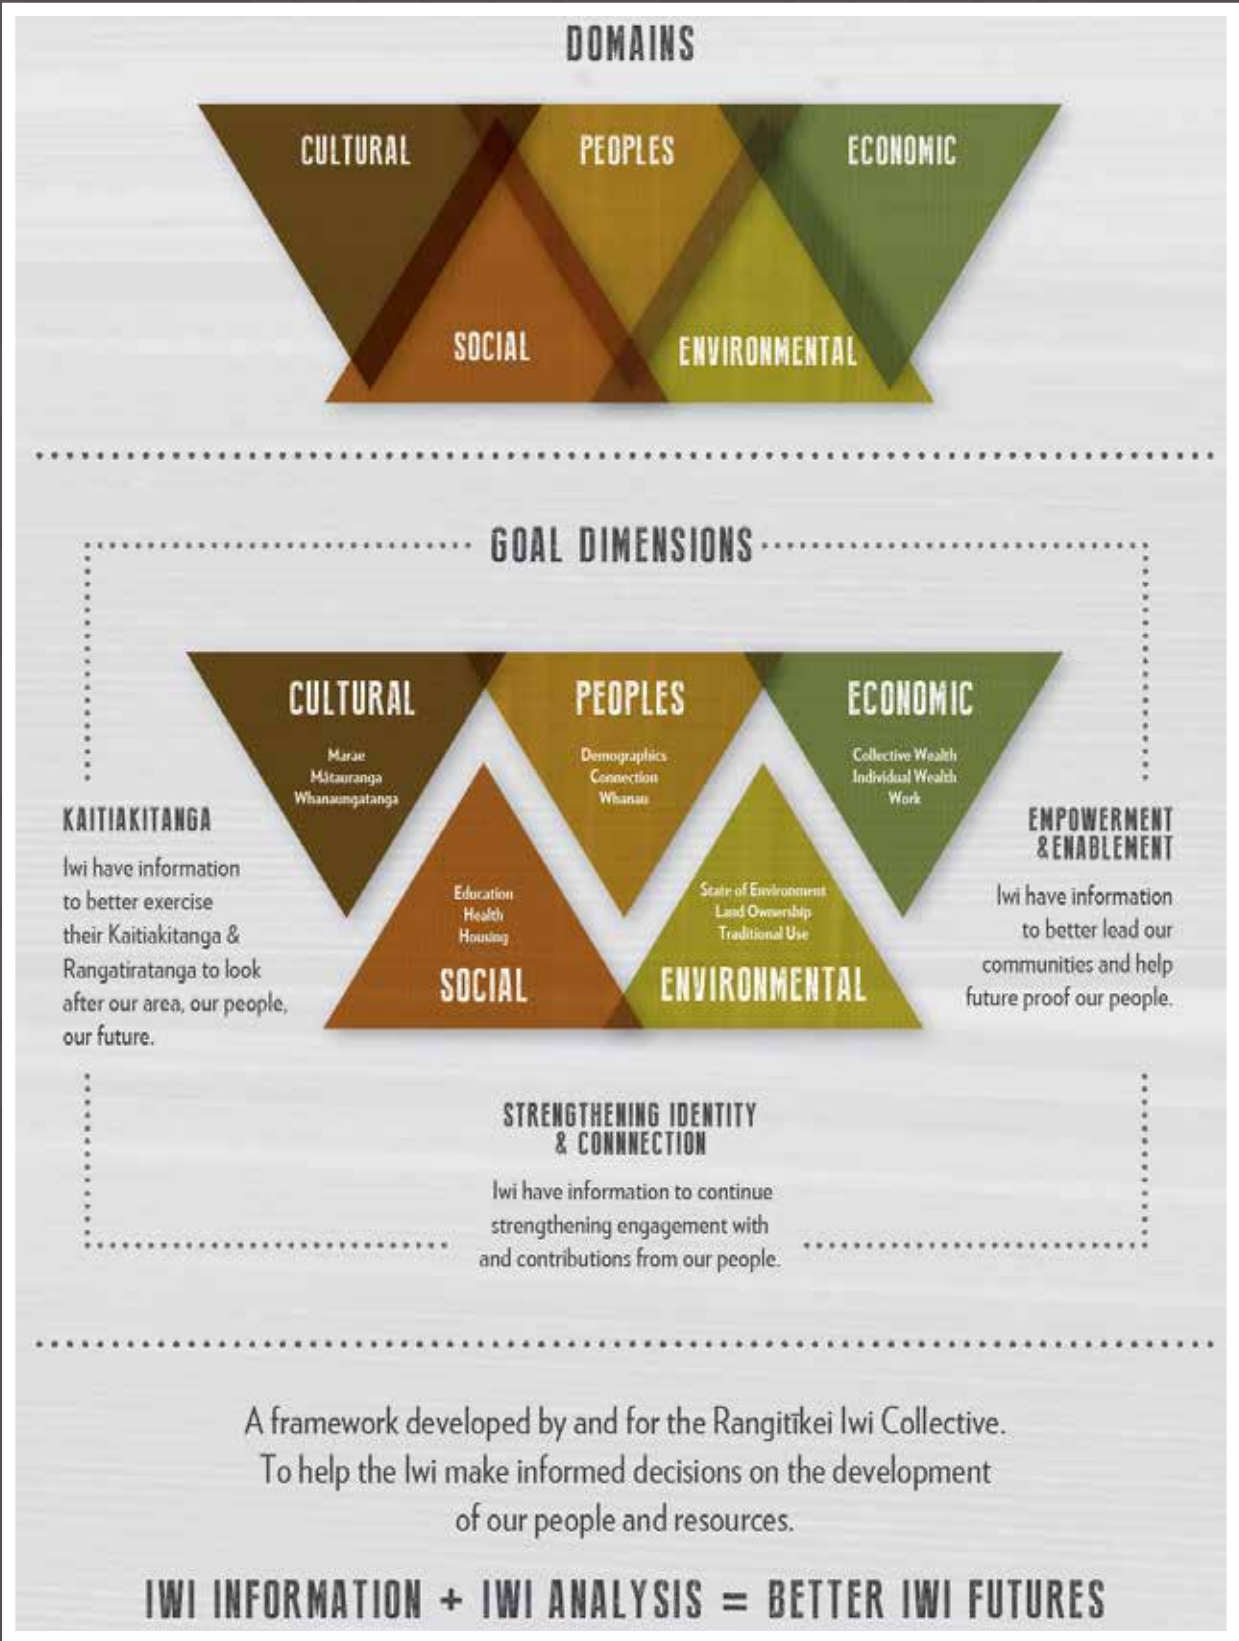 DOMAINS
CULTURAL
PEOPLES
ECONOMIC
SOCIAL
ENVIRONMENTAL
GOAL DIMENSIONS
CULTURAL
Marae
Mātauranga
Whanaungatanga
PEOPLES
Demographics
Connection
Whanau
ECONOMIC
Collective Wealth
Individual Wealth
Work
Education
Health
Housing
SOCIAL
State of Environment
Land Ownership
Traditional Use
ENVIRONMENTAL
KAITIAKITANGA
Iwi have information
to better exercise
their Kaitiakitanga &
Rangatiratanga to look
after our area, our people,
our future.
EMPOWERMENT
& ENABLEMENT
Iwi have information
to better lead our
communities and help
future proof our people.
STRENGTHENING IDENTITY
& CONNNECTION
Iwi have information to continue
strengthening engagement with
and contributions from our people.
A framework developed by and for the Rangitīkei Iwi Collective.
To help the Iwi make informed decisions on the development
of our people and resources.
IWI INFORMATION + IWI ANALYSIS = BETTER IWI FUTURES